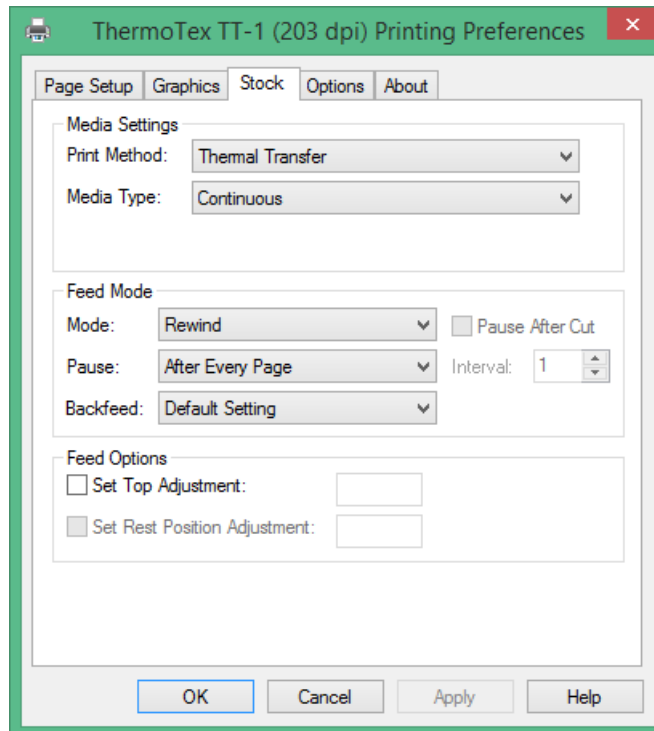 ThermoTex TT-1 (203 dpi) Printing Preferences
Page Setup Graphics Stock Options About
Media Settings
Print Method: Thermal Transfer
Media Type: Continuous
Feed Mode
Mode: Rewind Pause After Cut
Pause: After Every Page Interval: 1
Backfeed: Default Setting
Feed Options
Set Top Adjustment:
Set Rest Position Adjustment:
OK Cancel Apply Help